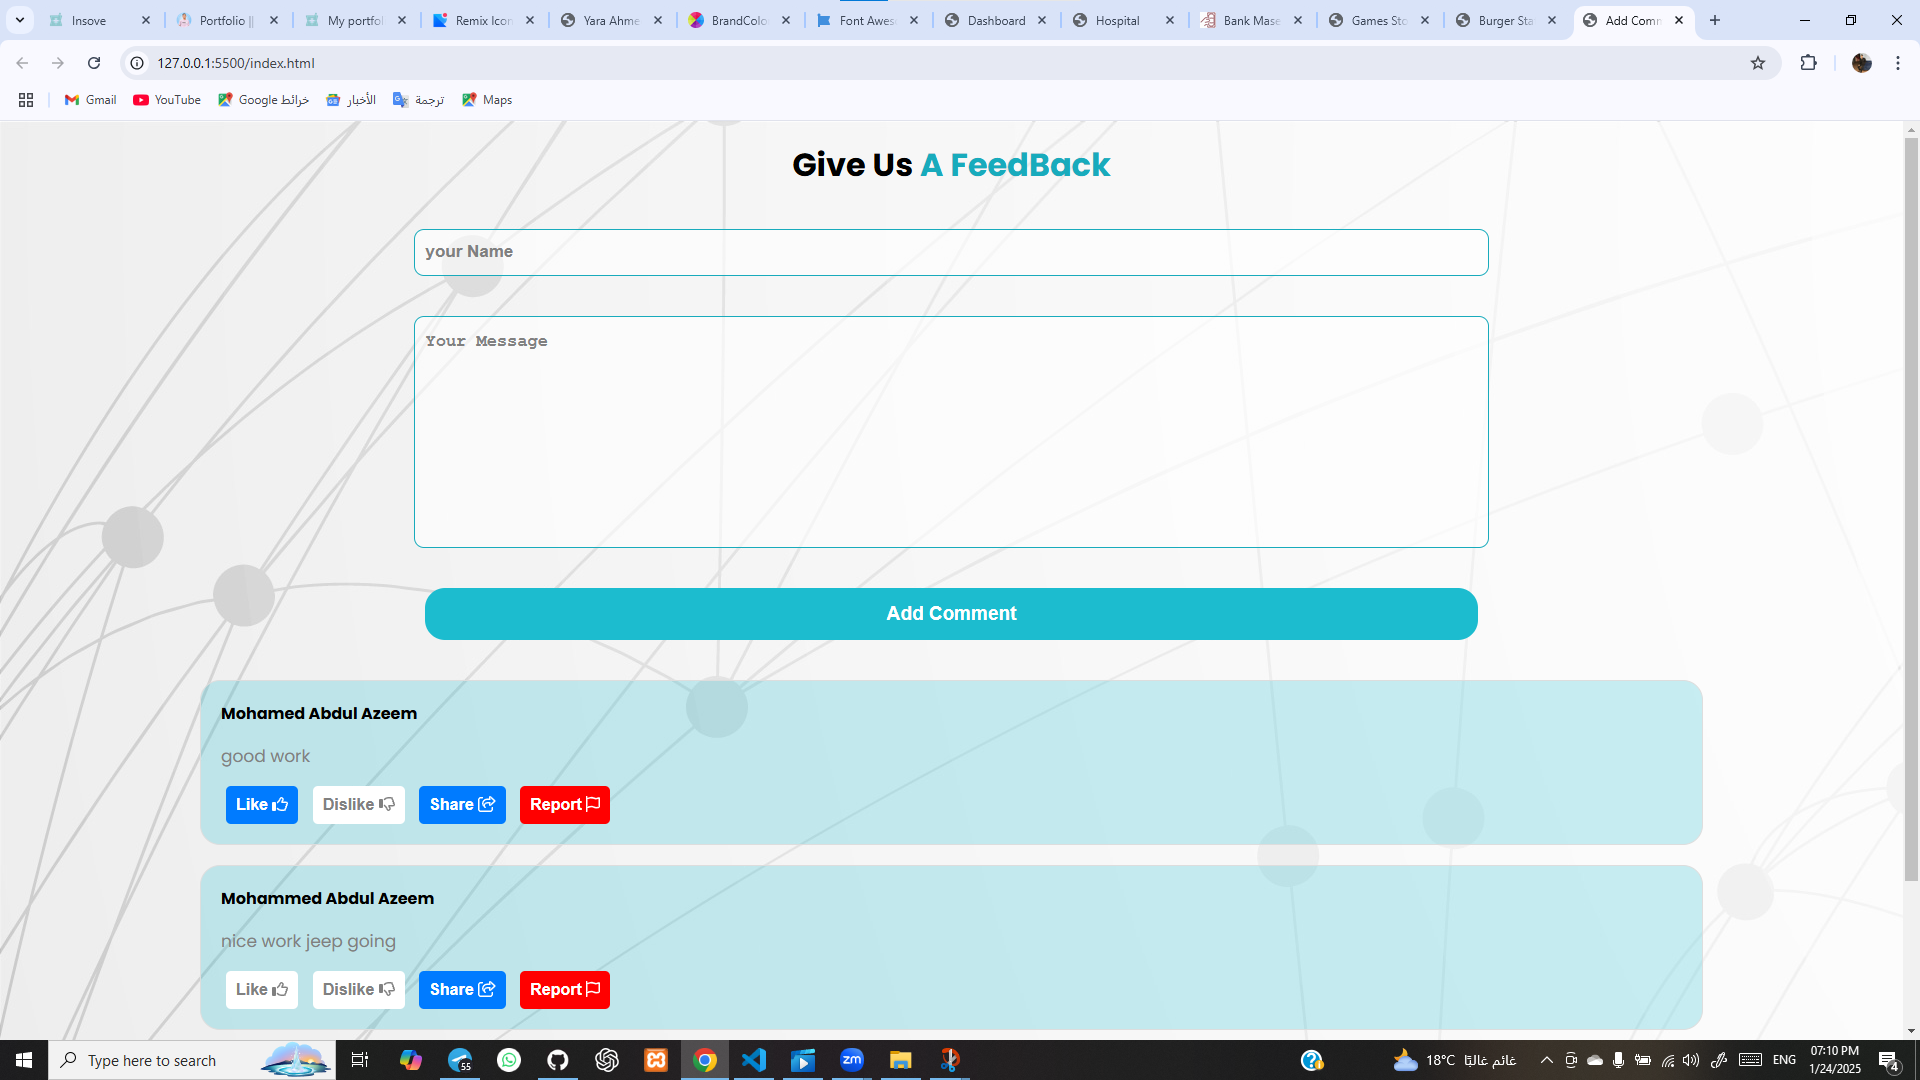 Insove
Portfolio ||
My portfol
Remix Icon
Yara Ahme
BrandColo
Font Awes
Dashboard
Hospital
Bank Mase
Games Sto
Burger Sta
Add Comm
127.0.0.1:5500/index.html
Gmail
YouTube
خرائط Google
الأخبار
ترجمة
Maps
Give Us A FeedBack
your Name
Your Message
Add Comment
Mohamed Abdul Azeem
good work
Like
Dislike
Share
Report
Mohammed Abdul Azeem
nice work jeep going
Like
Dislike
Share
Report
Type here to search
55
zm
18°C غائم غالبًا
ENG
07:10 PM
1/24/2025
4